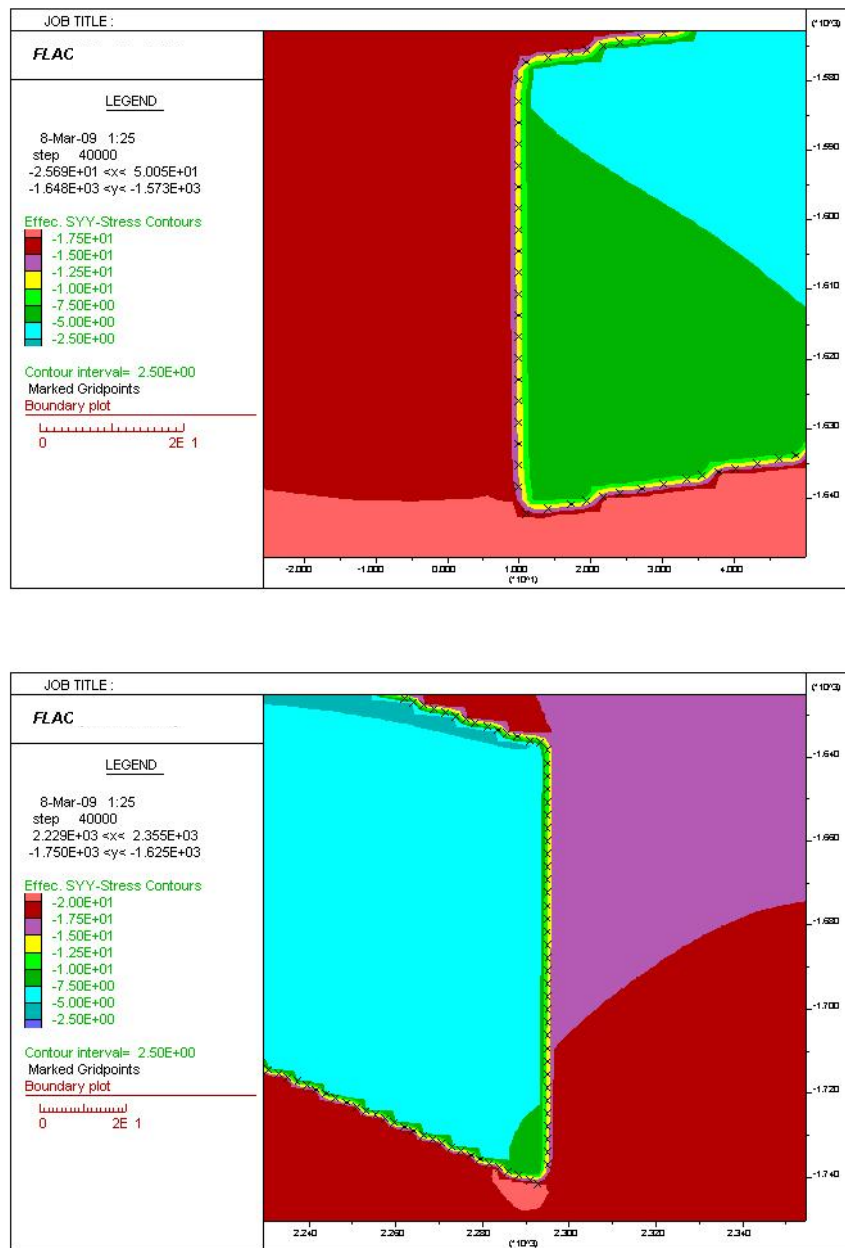 JOB TITLE :
FLAC
LEGEND
8-Mar-09 1:25
step 40000
-2.569E+01 <x< 5.005E+01
-1.648E+03 <y< -1.573E+03
Effec. SYY-Stress Contours
-1.75E+01
-1.50E+01
-1.25E+01
-1.00E+01
-7.50E+00
-5.00E+00
-2.50E+00
Contour interval= 2.50E+00
Marked Gridpoints
Boundary plot
0 2E 1
(*10^3)
-1.580
-1.590
-1.600
-1.610
-1.620
-1.630
-1.640
-2.000 -1.000 0.000 1.000 2.000 3.000 4.000
(*10^1)
JOB TITLE :
FLAC
LEGEND
8-Mar-09 1:25
step 40000
2.229E+03 <x< 2.355E+03
-1.750E+03 <y< -1.625E+03
Effec. SYY-Stress Contours
-2.00E+01
-1.75E+01
-1.50E+01
-1.25E+01
-1.00E+01
-7.50E+00
-5.00E+00
-2.50E+00
Contour interval= 2.50E+00
Marked Gridpoints
Boundary plot
0 2E 1
(*10^3)
-1.640
-1.660
-1.680
-1.700
-1.720
-1.740
2.240 2.260 2.280 2.300 2.320 2.340
(*10^3)